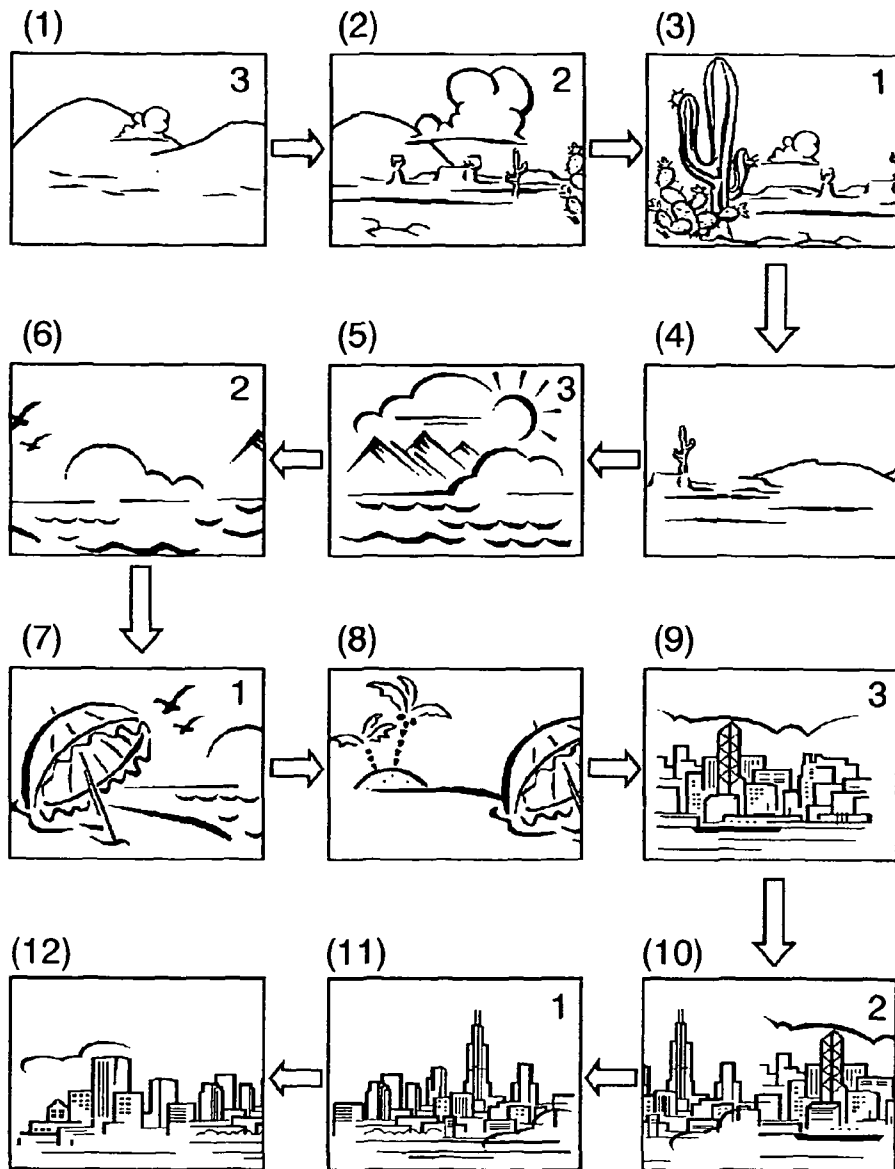 (1) (2) (3)
3 2 1
(6) (5) (4)
2 3
(7) (8) (9)
1 3
(12) (11) (10)
1 2